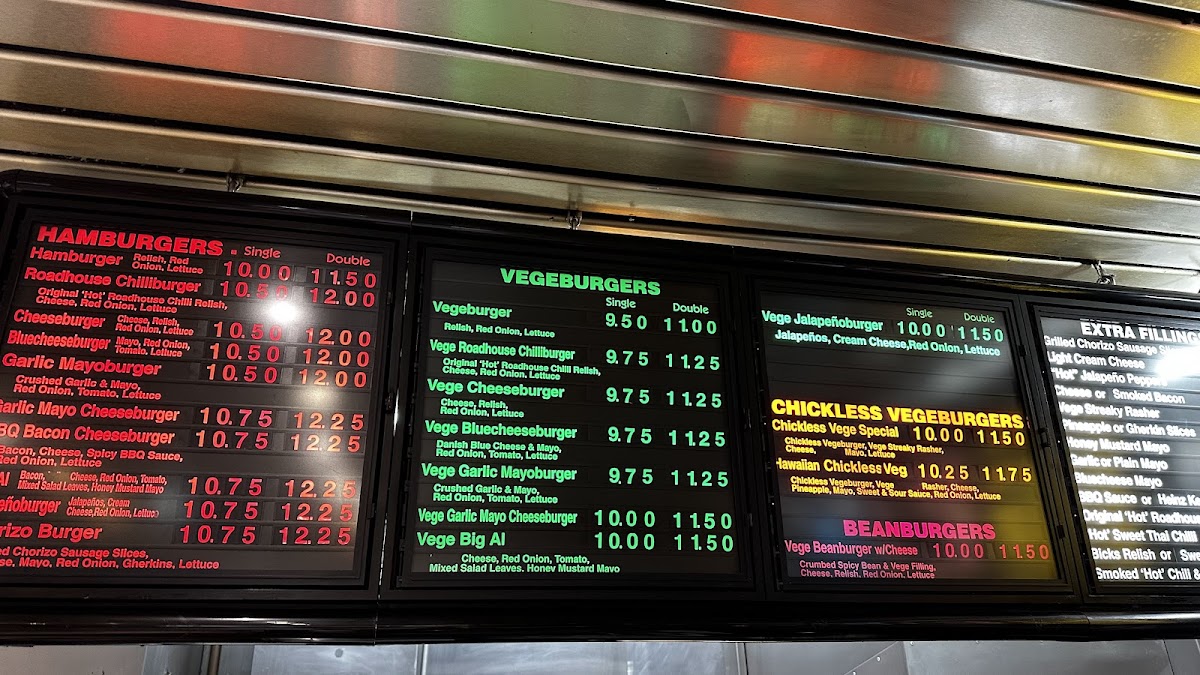 HAMBURGERS Single Double
Hamburger Relish, Red Onion, Lettuce 10.00 11.50
Roadhouse Chilliburger 10.50 12.00
Original 'Hot' Roadhouse Chilli Relish,
Cheese, Red Onion, Lettuce
Cheeseburger Cheese, Relish, Red Onion, Lettuce 10.50 12.00
Bluecheeseburger Mayo, Red Onion, Tomato, Lettuce 10.50 12.00
Garlic Mayoburger 10.50 12.00
Crushed Garlic & Mayo,
Red Onion, Tomato, Lettuce
Garlic Mayo Cheeseburger 10.75 12.25
BBQ Bacon Cheeseburger 10.75 12.25
Bacon, Cheese, Spicy BBQ Sauce,
Red Onion, Lettuce
Al Bacon, Cheese, Red Onion, Tomato, Mixed Salad Leaves, Honey Mustard Mayo 10.75 12.25
eñoburger Jalapeños, Cream Cheese, Red Onion, Lettuce 10.75 12.25
rizo Burger 10.75 12.25
ed Chorizo Sausage Slices,
se, Mayo, Red Onion, Gherkins, Lettuce
VEGEBURGERS
Single Double
Vegeburger 9.50 11.00
Relish, Red Onion, Lettuce
Vege Roadhouse Chilliburger 9.75 11.25
Original 'Hot' Roadhouse Chilli Relish,
Cheese, Red Onion, Lettuce
Vege Cheeseburger 9.75 11.25
Cheese, Relish,
Red Onion, Lettuce
Vege Bluecheeseburger 9.75 11.25
Danish Blue Cheese & Mayo,
Red Onion, Tomato, Lettuce
Vege Garlic Mayoburger 9.75 11.25
Crushed Garlic & Mayo,
Red Onion, Tomato, Lettuce
Vege Garlic Mayo Cheeseburger 10.00 11.50
Vege Big Al 10.00 11.50
Cheese, Red Onion, Tomato,
Mixed Salad Leaves, Honey Mustard Mayo
Single Double
Vege Jalapeñoburger 10.00 11.50
Jalapeños, Cream Cheese, Red Onion, Lettuce
CHICKLESS VEGEBURGERS
Chickless Vege Special 10.00 11.50
Chickless Vegeburger, Vege Streaky Rasher,
Cheese, Mayo, Lettuce
Hawaiian Chickless Veg 10.25 11.75
Chickless Vegeburger, Vege Rasher, Cheese,
Pineapple, Mayo, Sweet & Sour Sauce, Red Onion, Lettuce
BEANBURGERS
Vege Beanburger w/Cheese 10.00 11.50
Crumbed Spicy Bean & Vege Filling,
Cheese, Relish, Red Onion, Lettuce
EXTRA FILLING
Grilled Chorizo Sausage
Light Cream Cheese
"Hot" Jalapeño Peppers
Cheese or Smoked Bacon
Vege Streaky Rasher
Pineapple or Gherkin Slices
Honey Mustard Mayo
Garlic or Plain Mayo
Bluecheese Mayo
BBQ Sauce or Heinz
Original 'Hot' Roadhou
'Hot' Sweet Thai Chilli
Bicks Relish or Swe
Smoked 'Hot' Chilli &